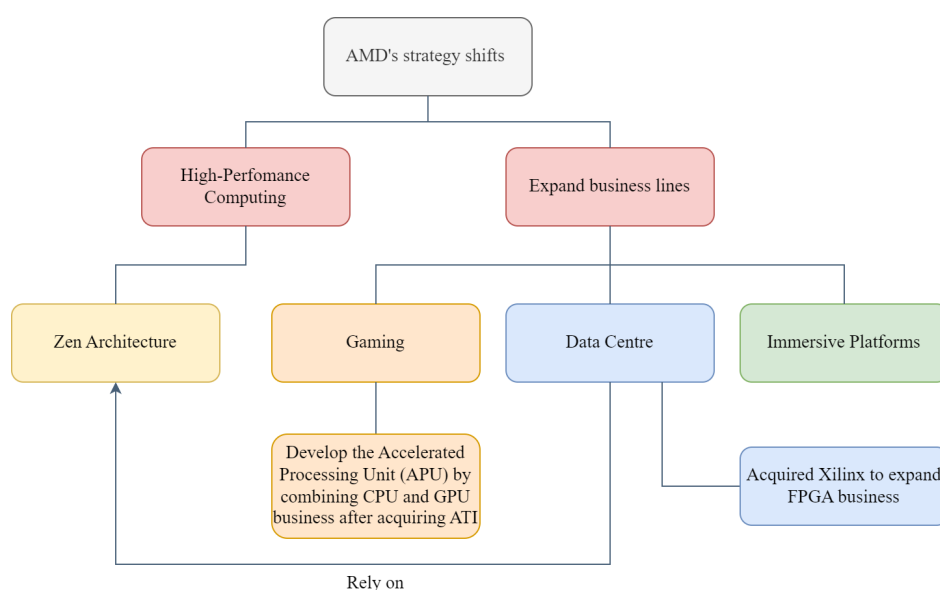 AMD's strategy shifts
High-Perfomance
Computing
Expand business lines
Zen Architecture
Gaming
Data Centre
Immersive Platforms
Develop the Accelerated
Processing Unit (APU) by
combining CPU and GPU
business after acquiring ATI
Acquired Xilinx to expand
FPGA business
Rely on